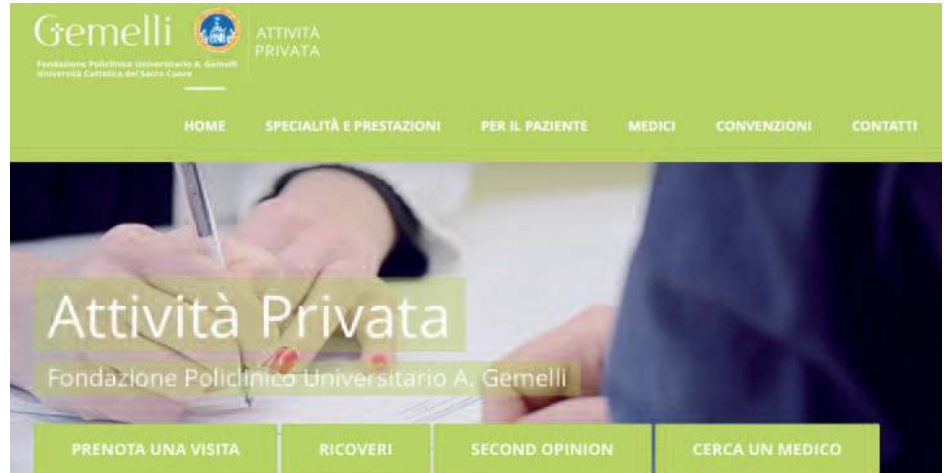 Gemelli
ATTIVITÀ
PRIVATA
Fondazione Policlinico Universitario A. Gemelli
Università Cattolica del Sacro Cuore
HOME SPECIALITÀ E PRESTAZIONI PER IL PAZIENTE MEDICI CONVENZIONI CONTATTI
Attività Privata
Fondazione Policlinico Universitario A. Gemelli
PRENOTA UNA VISITA RICOVERI SECOND OPINION CERCA UN MEDICO